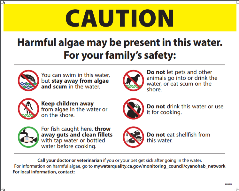 CAUTION
Harmful algae may be present in this water.
For your family's safety:
You can swim in this water,
but stay away from algae
and scum in the water.
Do not let pets and other
animals go into or drink the
water, or eat scum on the
shore
Keep children away
from algae in the water or
on the shore.
Do not drink this water or use
it for cooking.
For fish caught here, throw
away guts and clean fillets
with tap water or bottled
water before cooking.
Do not eat shellfish from
this water
Call your doctor or veterinarian if you or your pet get sick after going in the water.
For information on harmful algae, go to mywaterquality.ca.gov/monitoring_council/cyanohab_network.
For local information, contact: